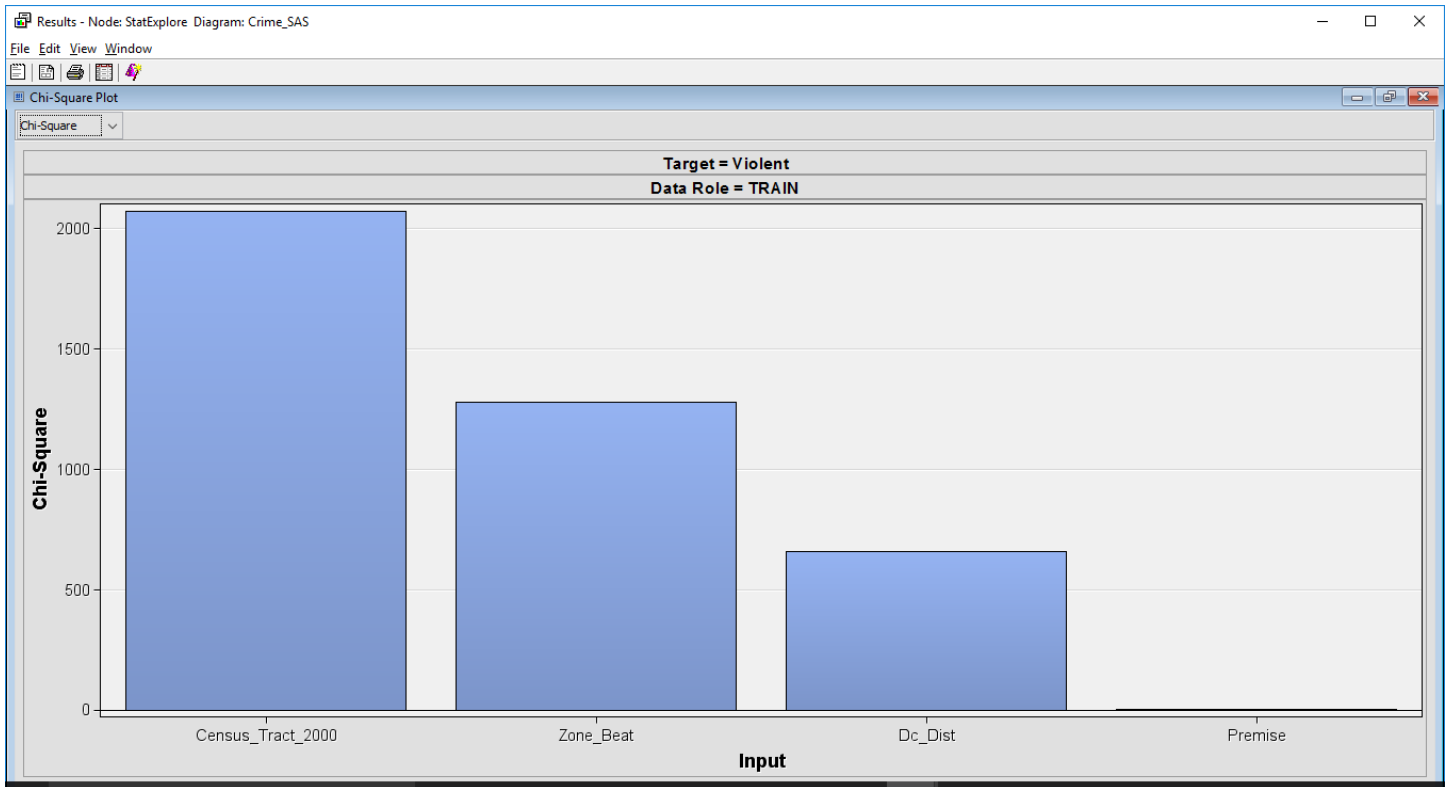 Results - Node: StatExplore Diagram: Crime_SAS
File Edit View Window
Chi-Square Plot
Chi-Square
Target = Violent
Data Role = TRAIN
2000
1500
1000
500
0
Chi-Square
Census_Tract_2000 Zone_Beat Dc_Dist Premise
Input